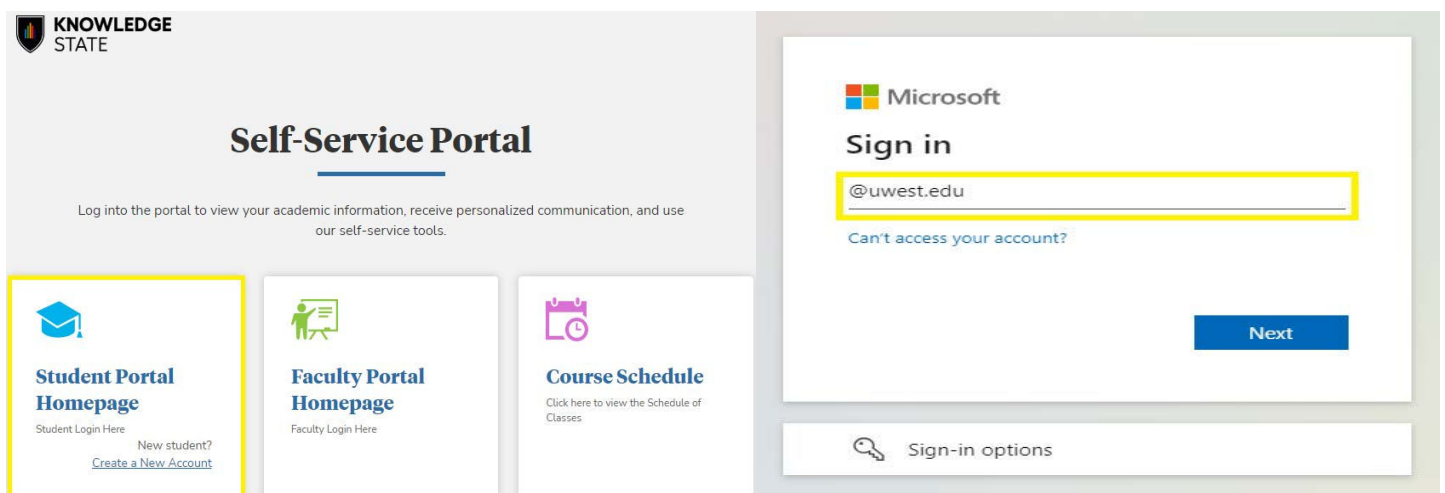 KNOWLEDGE
STATE
Self-Service Portal
Log into the portal to view your academic information, receive personalized communication, and use
our self-service tools.
Student Portal
Homepage
Student Login Here
New student?
Create a New Account
Faculty Portal
Homepage
Faculty Login Here
Course Schedule
Click here to view the Schedule of
Classes
Microsoft
Sign in
@uwest.edu
Can't access your account?
Next
Sign-in options